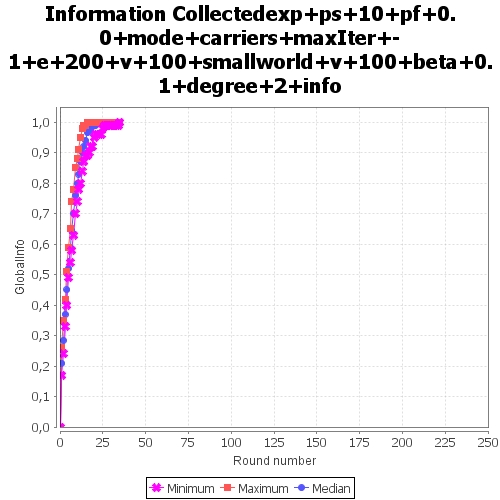 Information Collectedexp+ps+10+pf+0.
0+mode+carriers+maxIter+-
1+e+200+v+100+smallworld+v+100+beta+0.
1+degree+2+info
1,0
0,9
0,8
0,7
0,6
0,5
0,4
0,3
0,2
0,1
0,0
GlobalInfo
0 25 50 75 100 125 150 175 200 225 250
Round number
Minimum Maximum Median